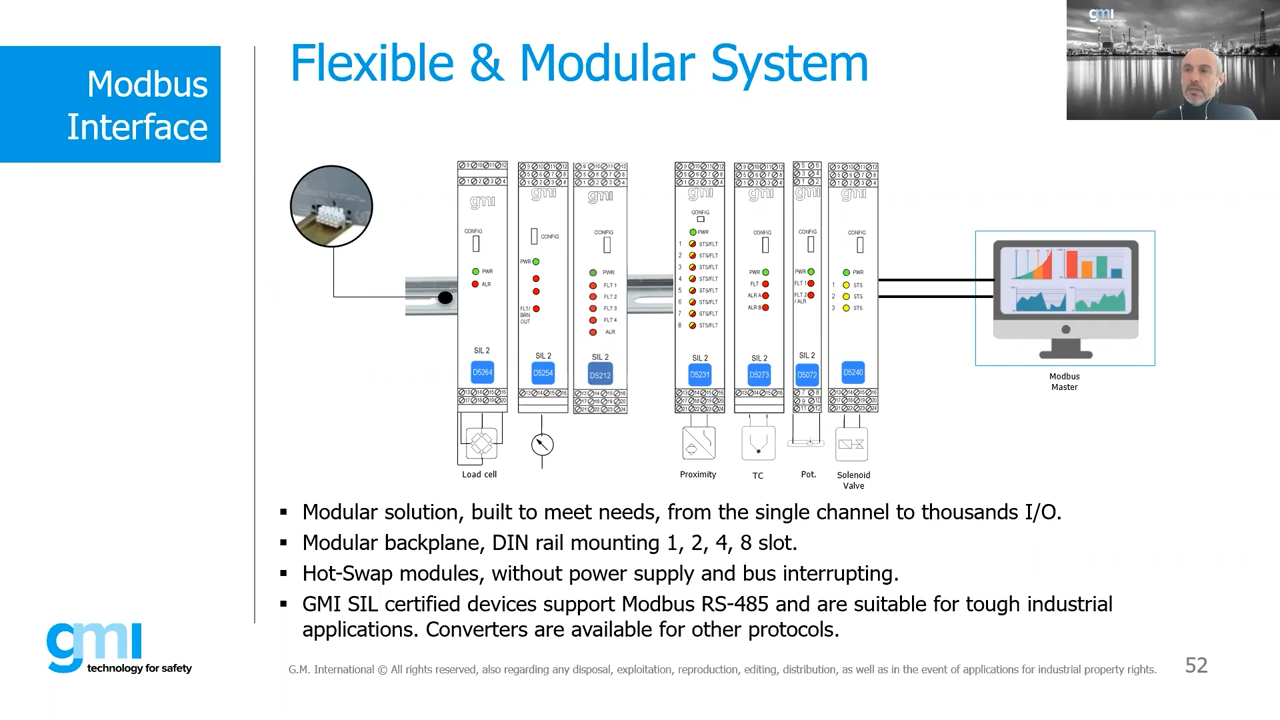 Modbus
Interface
Flexible & Modular System
gmi
gmi
gmi
gmi
gmi
gmi
gmi
gmi
CONFIG
CONFIG
CONFIG
CONFIG
CONFIG
CONFIG
CONFIG
PWR
ALR
PWR
FLT/
BRN
OUT
PWR
FLT 1
FLT 2
FLT 3
FLT 4
ALR
PWR
1 STS/FLT
2 STS/FLT
3 STS/FLT
4 STS/FLT
5 STS/FLT
6 STS/FLT
7 STS/FLT
8 STS/FLT
PWR
FLT
ALR A
ALR B
PWR
FLT 1
FLT 2
/ ALR
PWR
1 STS
2 STS
3 STS
SIL 2
SIL 2
SIL 2
SIL 2
SIL 2
SIL 2
D5264
D5254
D5212
D5231
D5273
D5072
D5240
Load cell
Proximity
TC
Pot.
Solenoid
Valve
Modbus
Master
▪ Modular solution, built to meet needs, from the single channel to thousands I/O.
▪ Modular backplane, DIN rail mounting 1, 2, 4, 8 slot.
▪ Hot-Swap modules, without power supply and bus interrupting.
▪ GMI SIL certified devices support Modbus RS-485 and are suitable for tough industrial
applications. Converters are available for other protocols.
gmi
technology for safety
G.M. International © All rights reserved, also regarding any disposal, exploitation, reproduction, editing, distribution, as well as in the event of applications for industrial property rights.
52